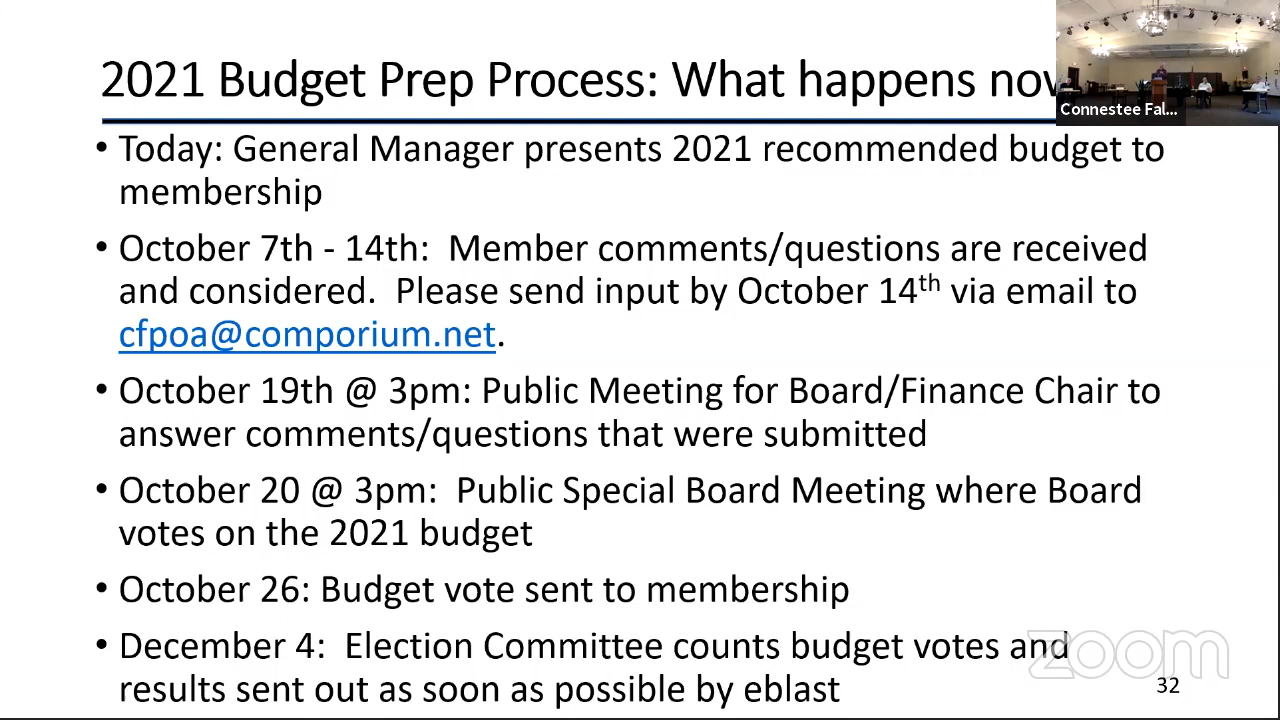 2021 Budget Prep Process: What happens now
Connestee Fal...
• Today: General Manager presents 2021 recommended budget to
membership
• October 7th - 14th:  Member comments/questions are received
and considered.  Please send input by October 14th via email to
cfpoa@comporium.net.
• October 19th @ 3pm: Public Meeting for Board/Finance Chair to
answer comments/questions that were submitted
• October 20 @ 3pm:  Public Special Board Meeting where Board
votes on the 2021 budget
• October 26: Budget vote sent to membership
• December 4:  Election Committee counts budget votes and
results sent out as soon as possible by eblast
zoom
32